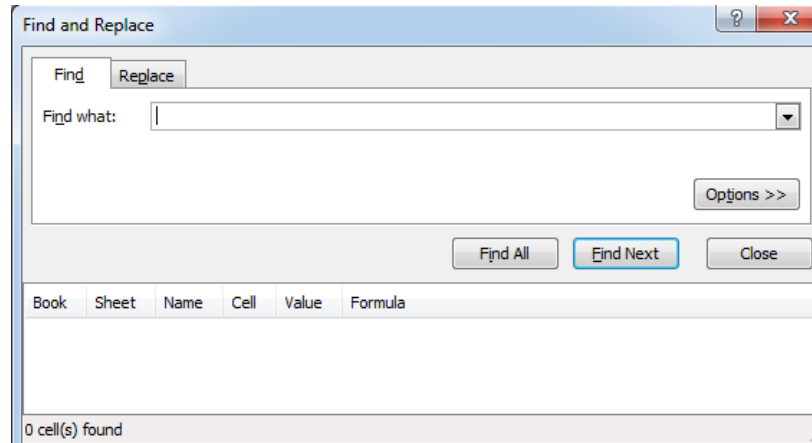 Find and Replace
Find Replace
Find what:
Options >>
Find All Find Next Close
Book Sheet Name Cell Value Formula
0 cell(s) found